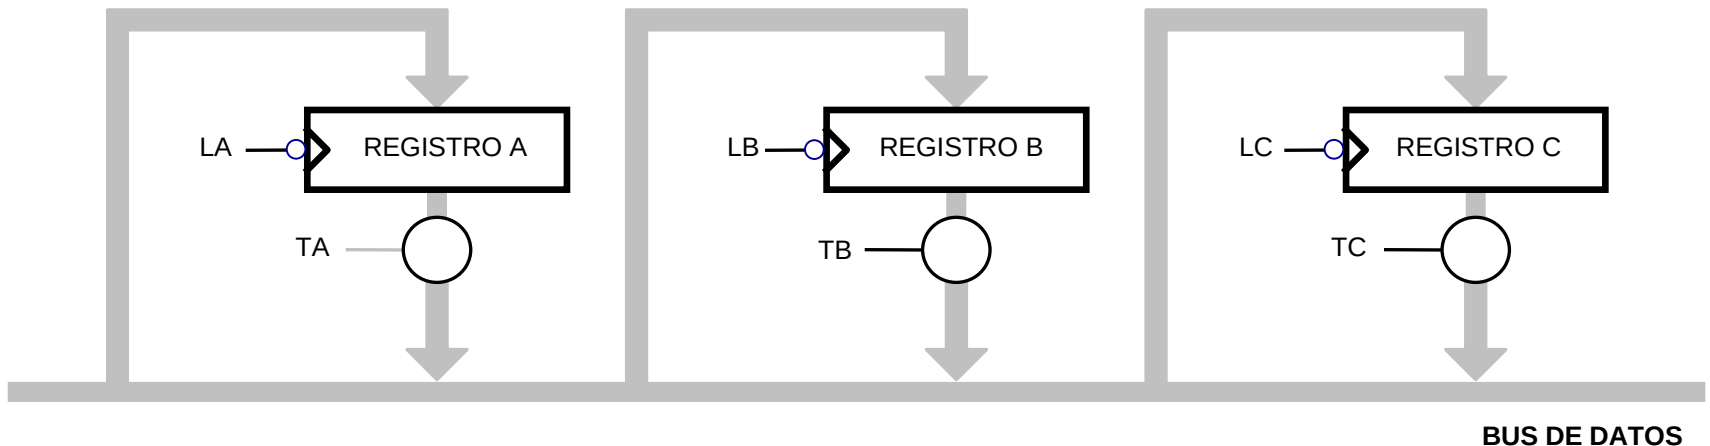 LA
REGISTRO A
LB
REGISTRO B
LC
REGISTRO C
TA
TB
TC
BUS DE DATOS